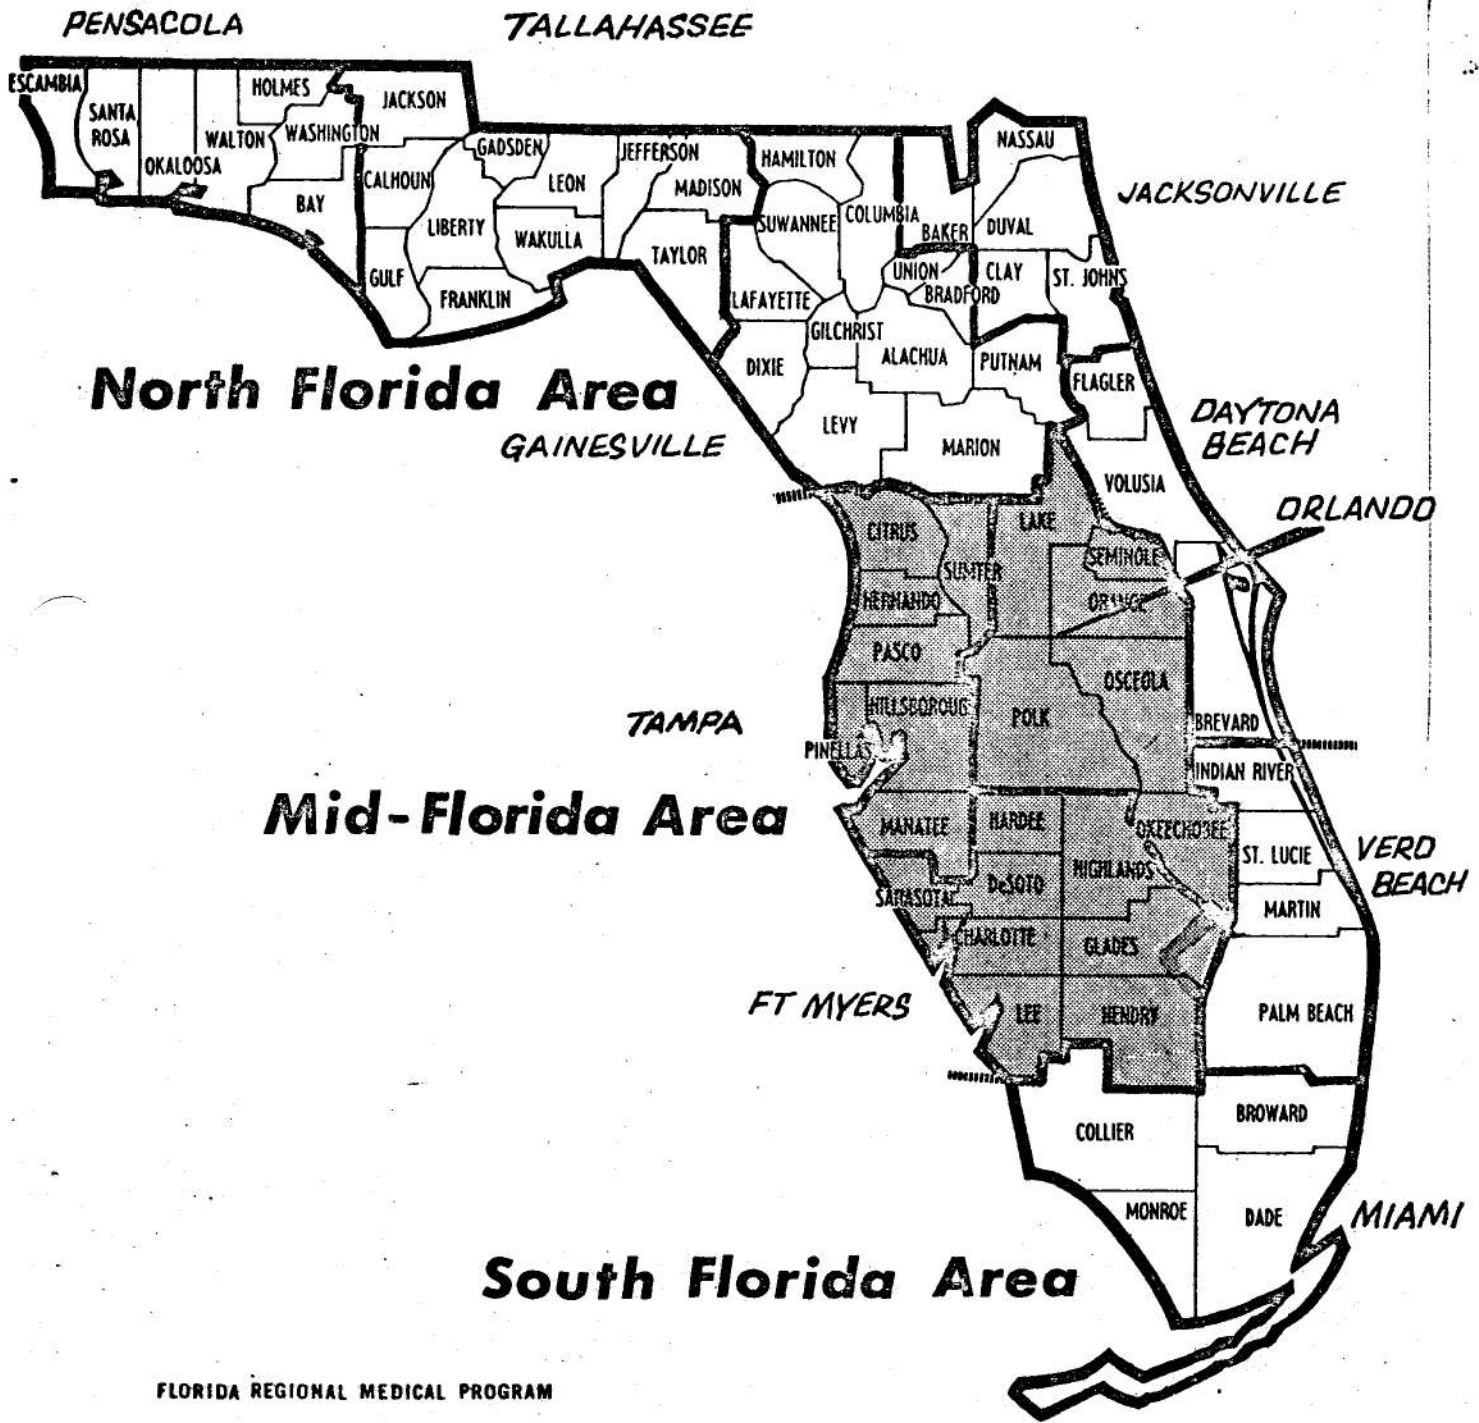 PENSACOLA
TALLAHASSEE
ESCAMBIA
SANTA
ROSA
OKALOOSA
WALTON
HOLMES
WASHINGTON
BAY
JACKSON
CALHOUN
GULF
LIBERTY
FRANKLIN
GADSDEN
LEON
WAKULLA
JEFFERSON
MADISON
TAYLOR
HAMILTON
SUWANNEE
LAFAYETTE
DIXIE
COLUMBIA
BAKER
UNION
BRADFORD
GILCHRIST
ALACHUA
LEVY
MARION
PUTNAM
NASSAU
DUVAL
CLAY
ST. JOHNS
FLAGLER
VOLUSIA
JACKSONVILLE
North Florida Area
GAINESVILLE
DAYTONA
BEACH
ORLANDO
CITRUS
SUMTER
LAKE
SEMINOLE
ORANGE
HERNANDO
PASCO
HILLSBOROUG
PINELLAS
POLK
OSCEOLA
BREVARD
INDIAN RIVER
TAMPA
Mid-Florida Area
MANATEE
HARDEE
HIGHLANDS
OKEECHOBEE
ST. LUCIE
VERO
BEACH
SARASOTA
DeSOTO
MARTIN
CHARLOTTE
GLADES
FT MYERS
LEE
HENDRY
PALM BEACH
COLLIER
BROWARD
MONROE
DADE
MIAMI
South Florida Area
FLORIDA REGIONAL MEDICAL PROGRAM